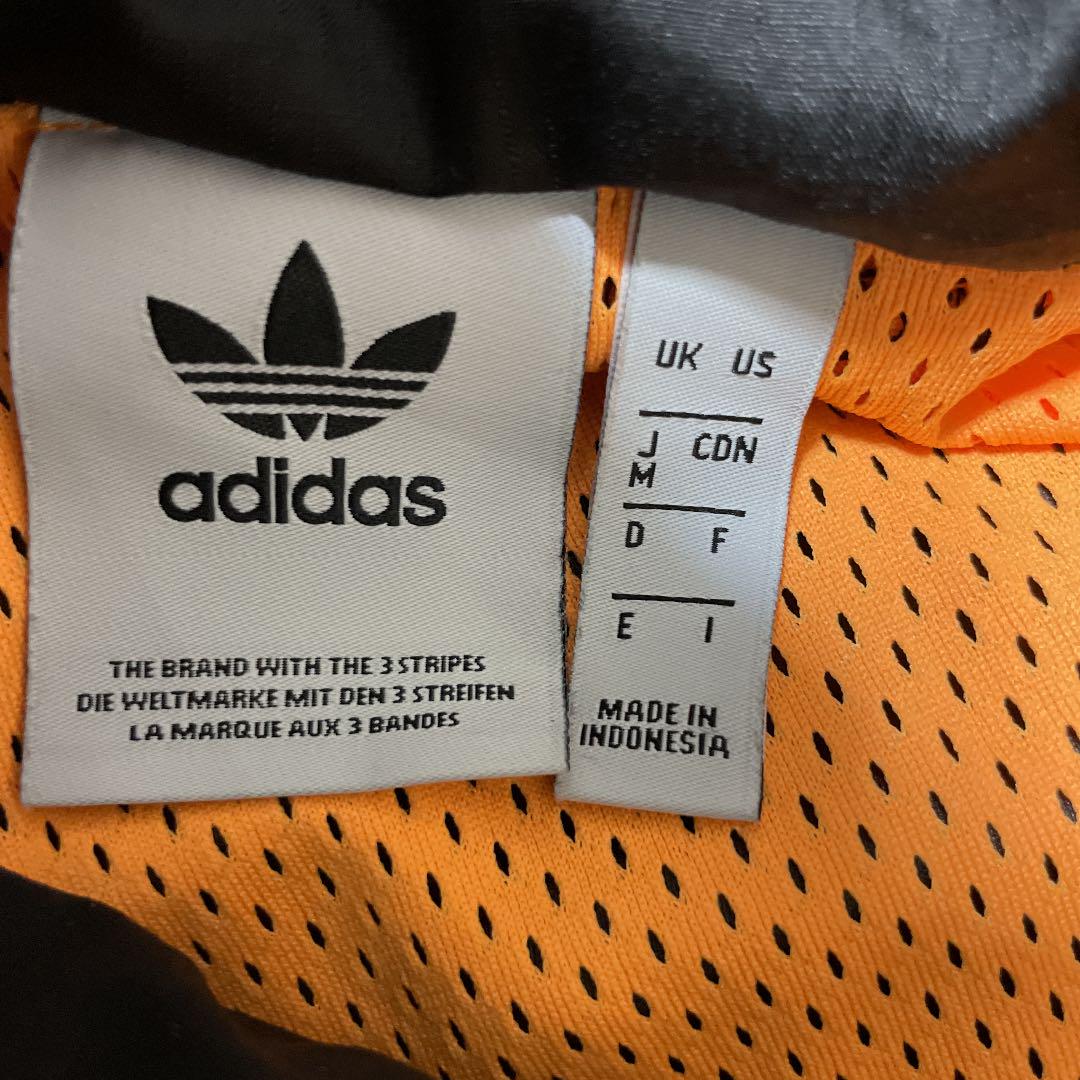 adidas
THE BRAND WITH THE 3 STRIPES
DIE WELTMARKE MIT DEN 3 STREIFEN
LA MARQUE AUX 3 BANDES
UK US
J CDN
M
D F
E I
MADE IN
INDONESIA